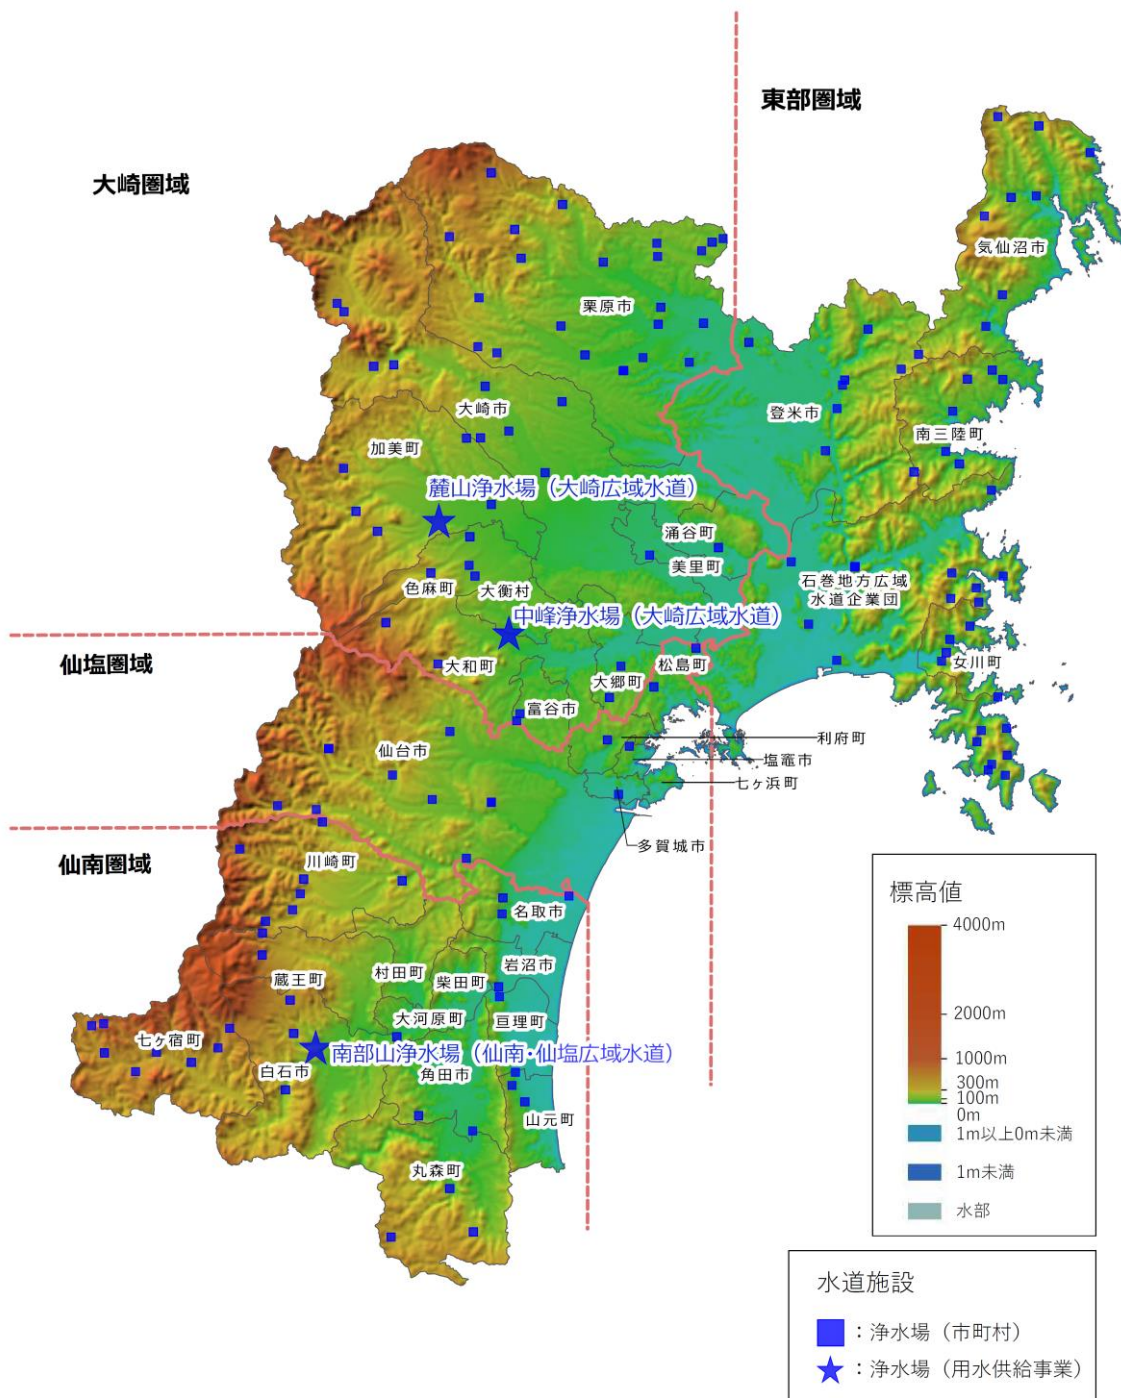 東部圏域
大崎圏域
気仙沼市
栗原市
大崎市
登米市
加美町
南三陸町
麓山浄水場（大崎広域水道）
涌谷町
美里町
色麻町
大衡村
石巻地方広域
水道企業団
中峰浄水場（大崎広域水道）
仙塩圏域
大和町
松島町
女川町
大郷町
富谷市
利府町
仙台市
塩竈市
七ヶ浜町
多賀城市
仙南圏域
川崎町
名取市
岩沼市
村田町
柴田町
蔵王町
大河原町
亘理町
七ヶ宿町
南部山浄水場（仙南・仙塩広域水道）
白石市
角田市
山元町
丸森町
標高値
4000m
2000m
1000m
300m
100m
0m
1m以上0m未満
1m未満
水部
水道施設
：浄水場（市町村）
：浄水場（用水供給事業）